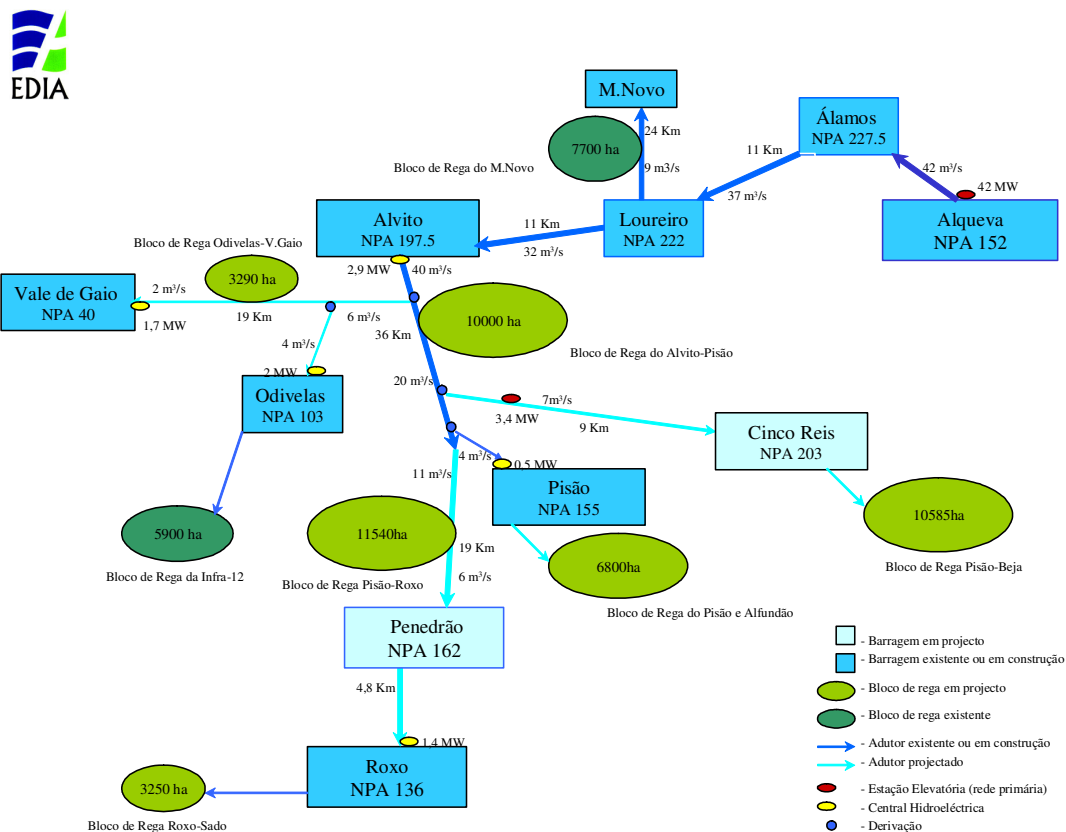 EDIA
M.Novo
24 Km
7700 ha
9 m3/s
Bloco de Rega do M.Novo
Álamos
NPA 227.5
11 Km
37 m³/s
42 m³/s
42 MW
Alqueva
NPA 152
Loureiro
NPA 222
11 Km
32 m³/s
Alvito
NPA 197.5
2,9 MW
40 m³/s
Bloco de Rega Odivelas-V.Gaio
3290 ha
Vale de Gaio
NPA 40
2 m³/s
1,7 MW
19 Km
6 m³/s
36 Km
10000 ha
Bloco de Rega do Alvito-Pisão
4 m³/s
2 MW
Odivelas
NPA 103
20 m³/s
7m³/s
3,4 MW
9 Km
Cinco Reis
NPA 203
10585ha
Bloco de Rega Pisão-Beja
4 m³/s
0,5 MW
11 m³/s
Pisão
NPA 155
5900 ha
Bloco de Rega da Infra-12
11540ha
Bloco de Rega Pisão-Roxo
19 Km
6 m³/s
6800ha
Bloco de Rega do Pisão e Alfundão
Penedrão
NPA 162
4,8 Km
1,4 MW
Roxo
NPA 136
3250 ha
Bloco de Rega Roxo-Sado
- Barragem em projecto
- Barragem existente ou em construção
- Bloco de rega em projecto
- Bloco de rega existente
- Adutor existente ou em construção
- Adutor projectado
- Estação Elevatória (rede primária)
- Central Hidroeléctrica
- Derivação